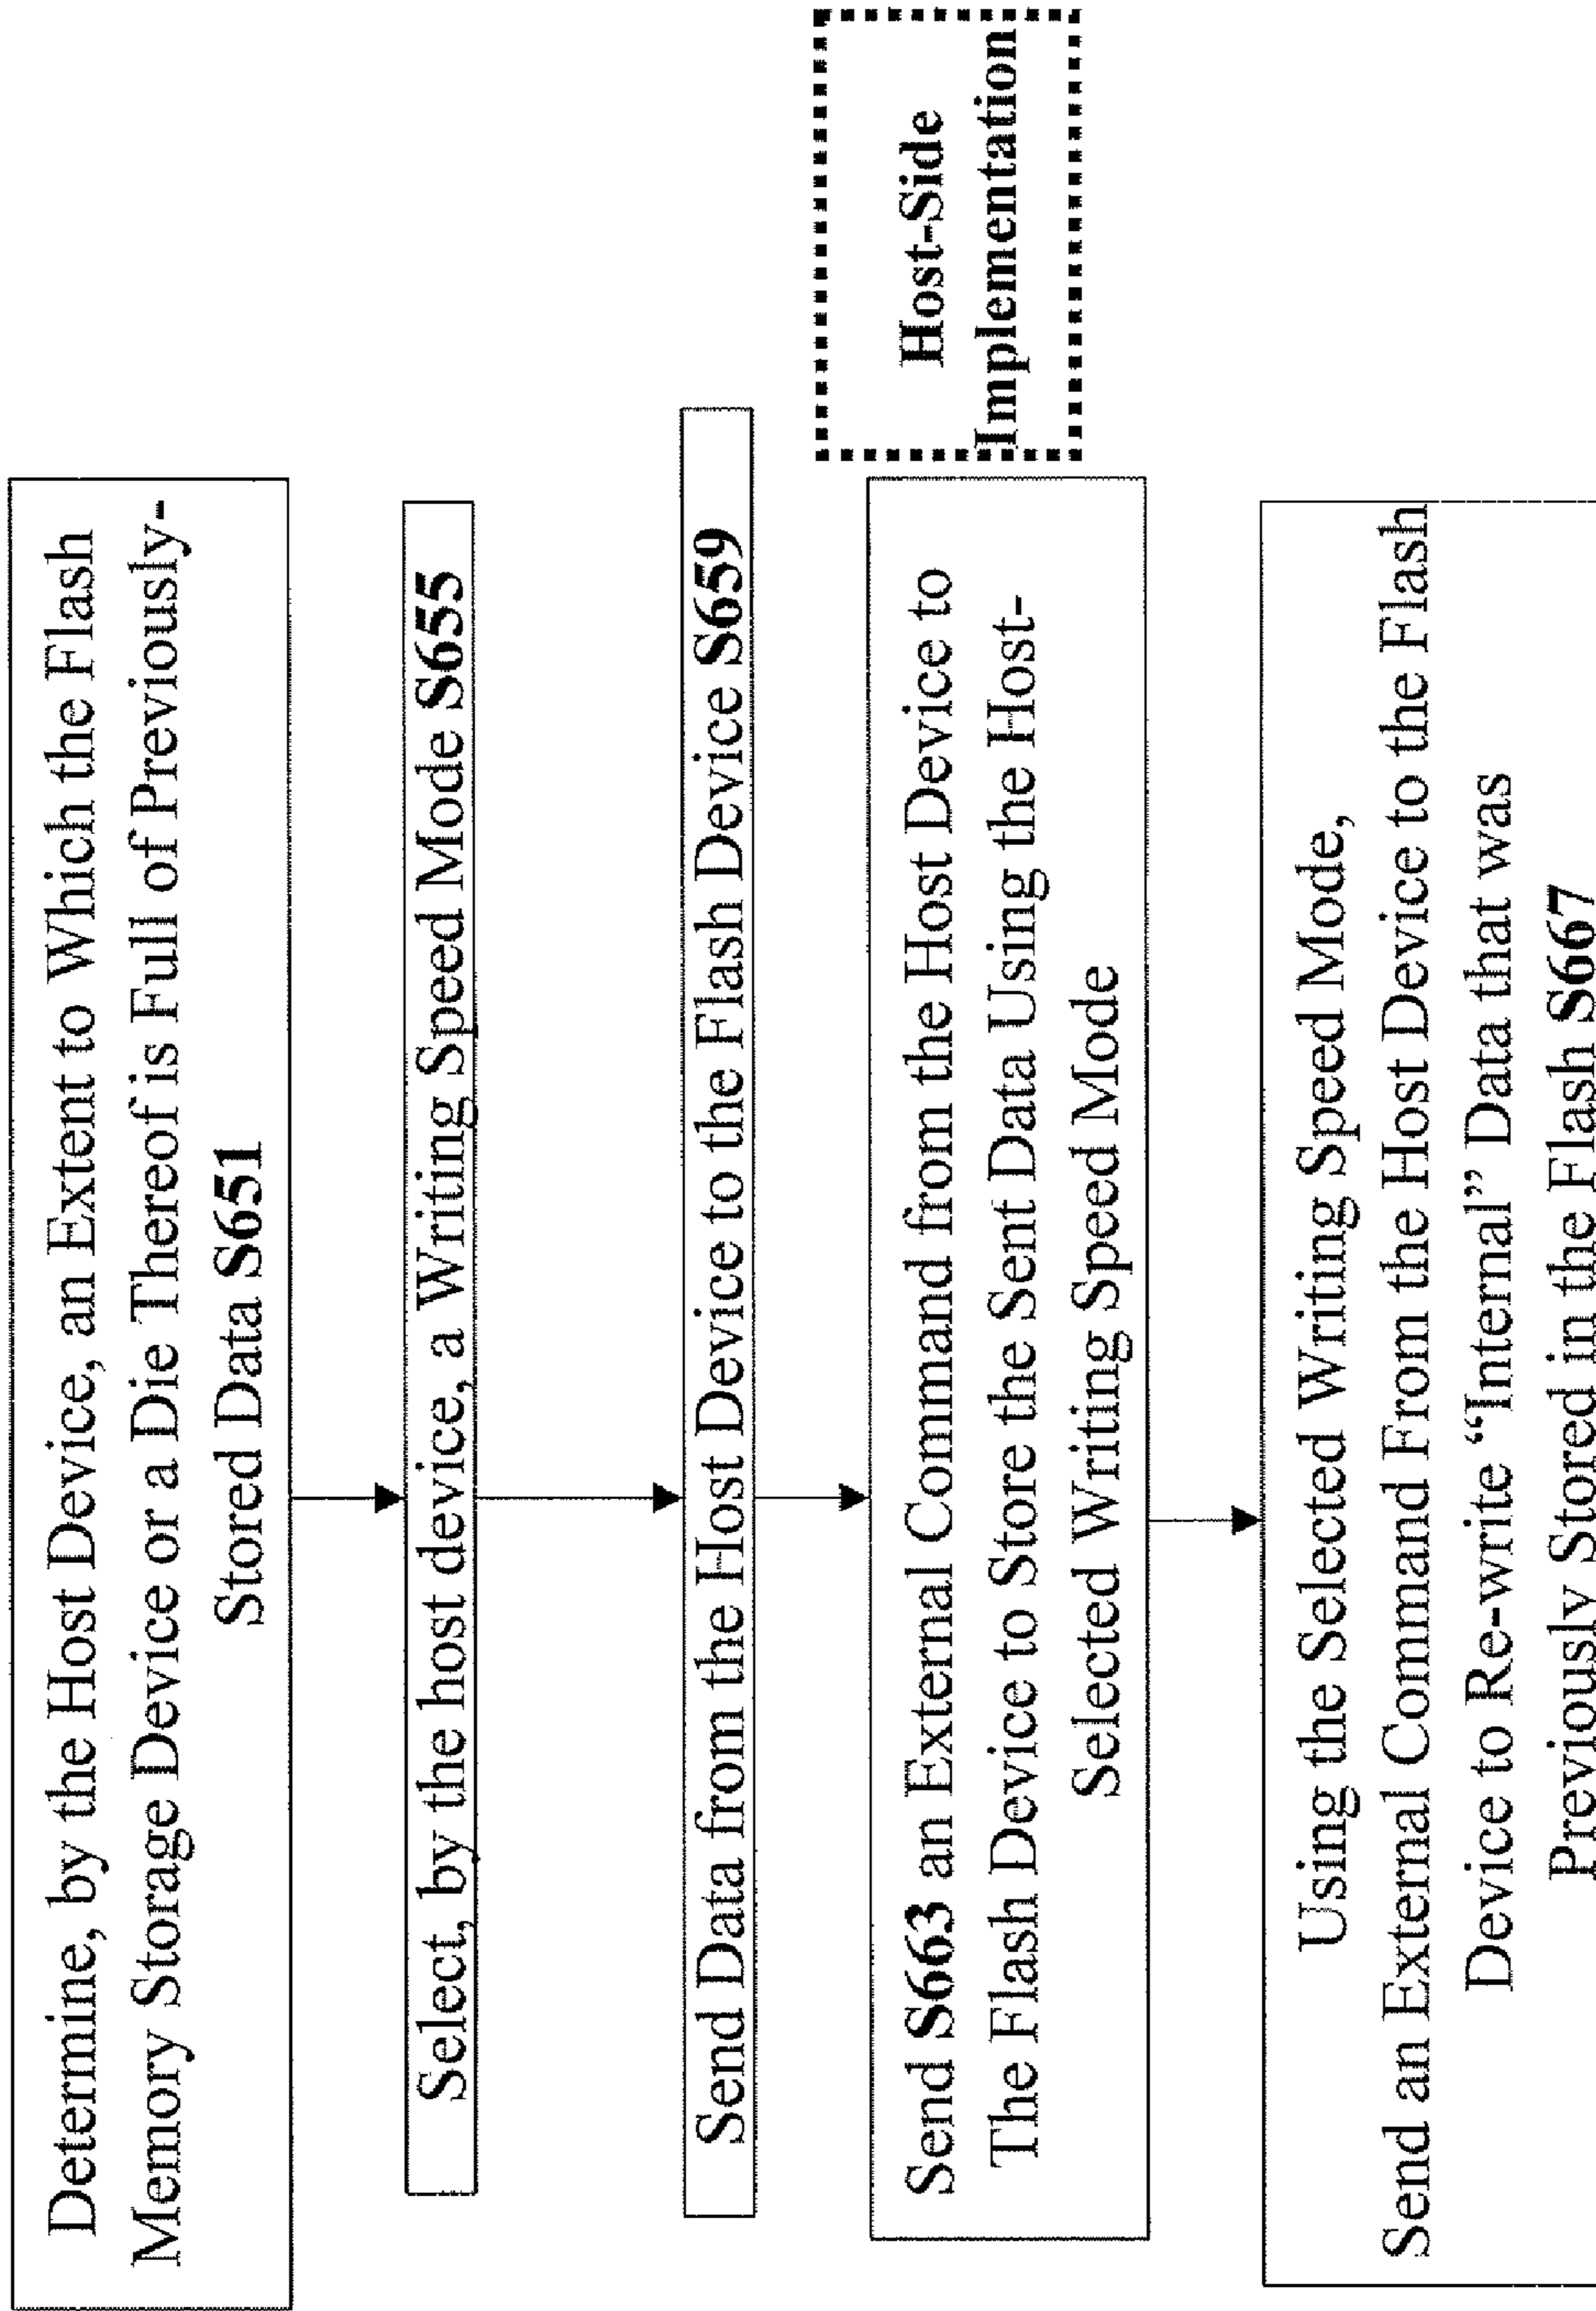 Determine, by the Host Device, an Extent to Which the Flash
Memory Storage Device or a Die Thereof is Full of Previously-
Stored Data S651
Select, by the host device, a Writing Speed Mode S655
Send Data from the Host Device to the Flash Device S659
Send S663 an External Command from the Host Device to
The Flash Device to Store the Sent Data Using the Host-
Selected Writing Speed Mode
Host-Side
Implementation
Using the Selected Writing Speed Mode,
Send an External Command From the Host Device to the Flash
Device to Re-write “Internal” Data that was
Previously Stored in the Flash S667